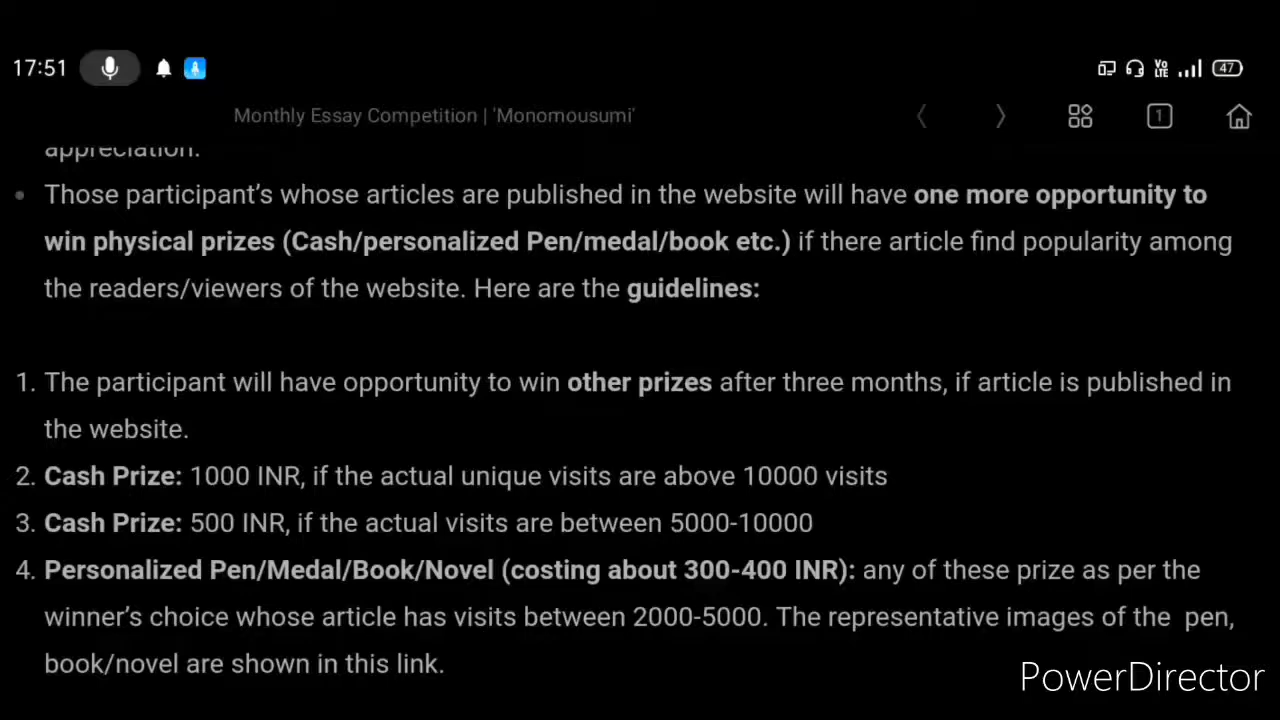 17:51
Vo LTE
47
Monthly Essay Competition | 'Monomousumi'
1
appreciation.
• Those participant's whose articles are published in the website will have one more opportunity to
win physical prizes (Cash/personalized Pen/medal/book etc.) if there article find popularity among
the readers/viewers of the website. Here are the guidelines:
1. The participant will have opportunity to win other prizes after three months, if article is published in
the website.
2. Cash Prize: 1000 INR, if the actual unique visits are above 10000 visits
3. Cash Prize: 500 INR, if the actual visits are between 5000-10000
4. Personalized Pen/Medal/Book/Novel (costing about 300-400 INR): any of these prize as per the
winner's choice whose article has visits between 2000-5000. The representative images of the pen,
book/novel are shown in this link.
PowerDirector